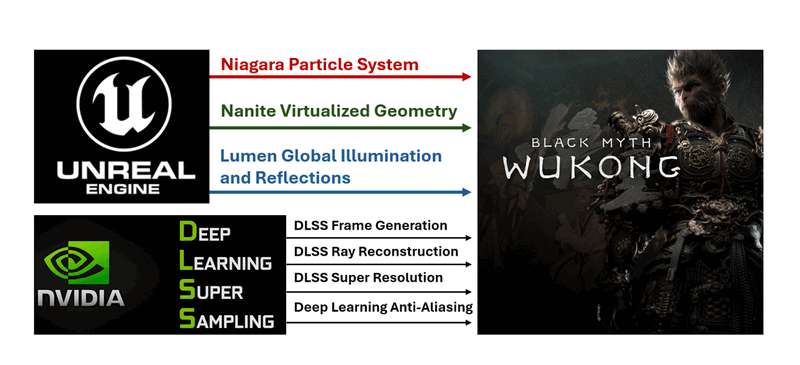 UNREAL
ENGINE
Niagara Particle System
Nanite Virtualized Geometry
Lumen Global Illumination
and Reflections
NVIDIA
DEEP
LEARNING
SUPER
SAMPLING
DLSS Frame Generation
DLSS Ray Reconstruction
DLSS Super Resolution
Deep Learning Anti-Aliasing
BLACK MYTH
WUKONG